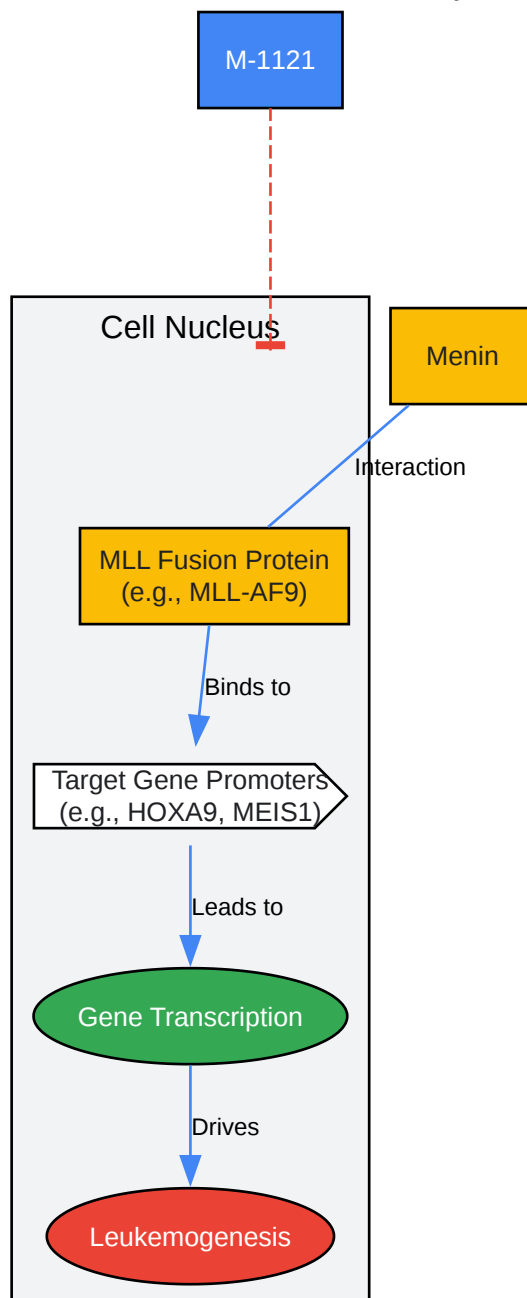 M-1121
Cell Nucleus
Menin
Interaction
MLL Fusion Protein
(e.g., MLL-AF9)
Binds to
Target Gene Promoters
(e.g., HOXA9, MEIS1)
Leads to
Gene Transcription
Drives
Leukemogenesis